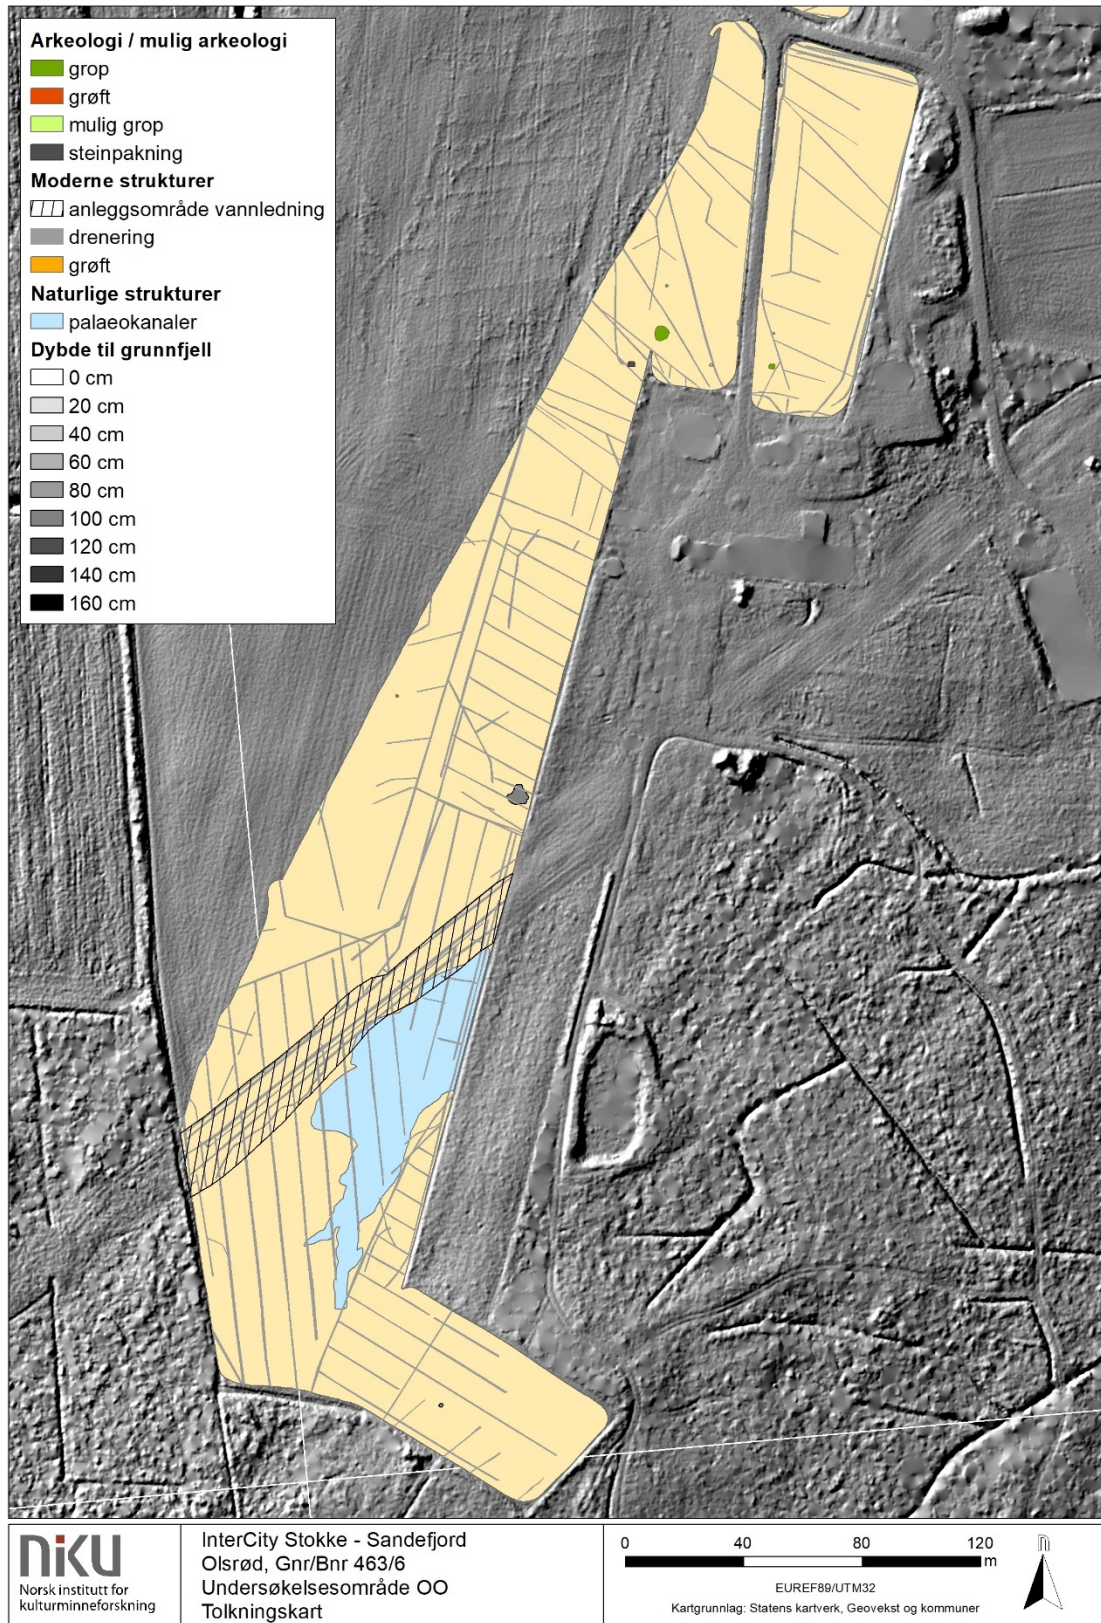 Arkeologi / mulig arkeologi
grop
grøft
mulig grop
steinpakning
Moderne strukturer
anleggsområde vannledning
drenering
grøft
Naturlige strukturer
palaeokanaler
Dybde til grunnfjell
0 cm
20 cm
40 cm
60 cm
80 cm
100 cm
120 cm
140 cm
160 cm
niku
Norsk institutt for
kulturminneforskning
InterCity Stokke - Sandefjord
Olsrød, Gnr/Bnr 463/6
Undersøkelsesområde OO
Tolkningskart
0 40 80 120
m
EUREF89/UTM32
Kartgrunnlag: Statens kartverk, Geovekst og kommuner
n